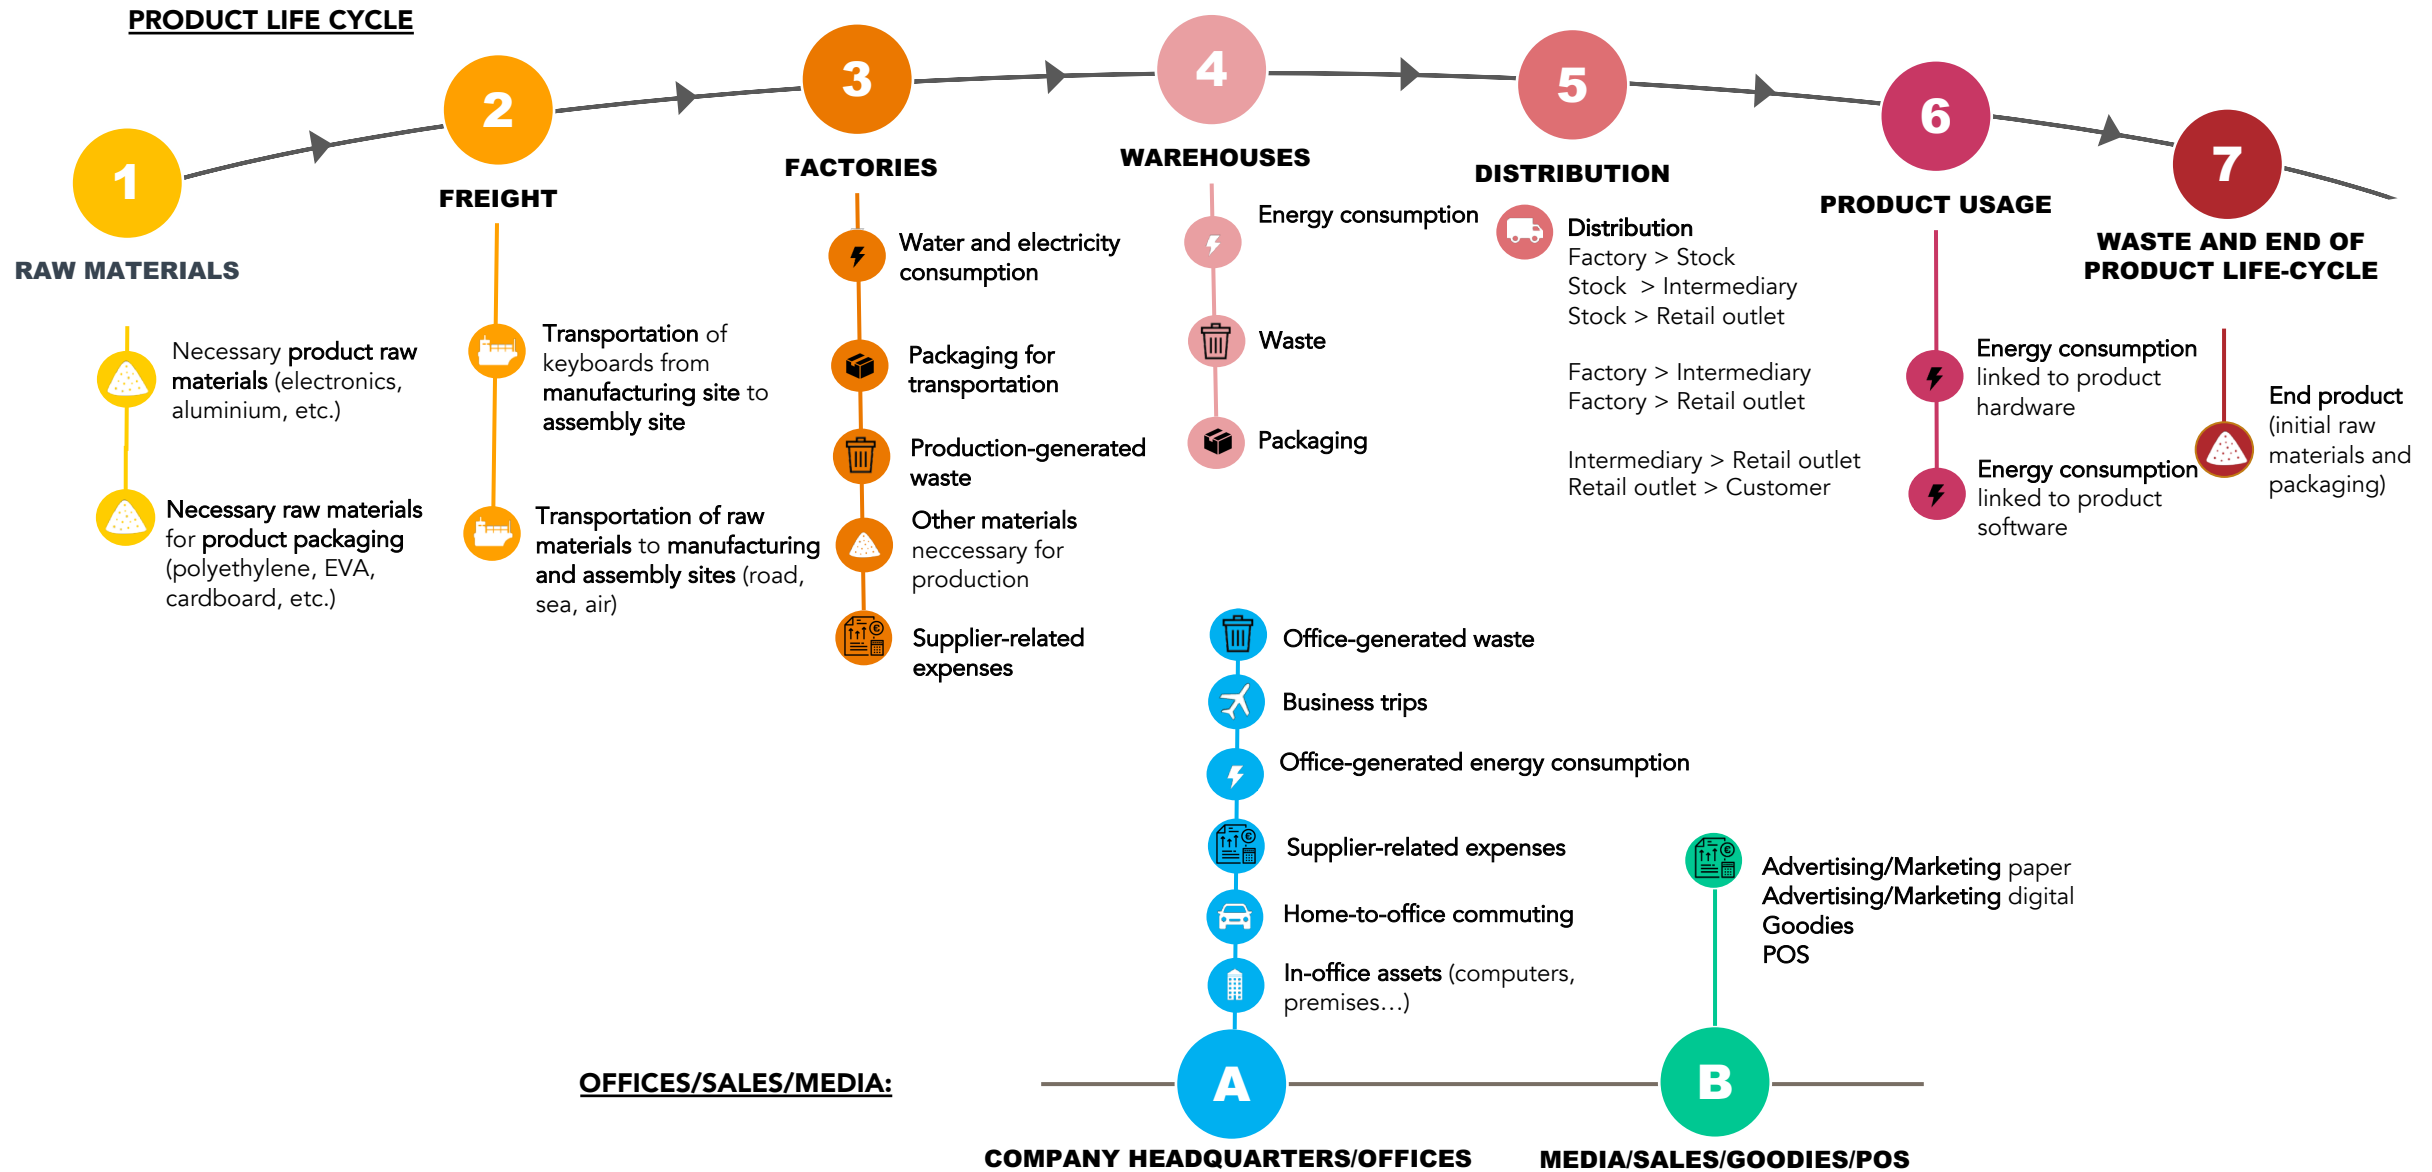 PRODUCT LIFE CYCLE
1
RAW MATERIALS
Necessary product raw
materials (electronics,
aluminium, etc.)
Necessary raw materials
for product packaging
(polyethylene, EVA,
cardboard, etc.)
2
FREIGHT
Transportation of
keyboards from
manufacturing site to
assembly site
Transportation of raw
materials to manufacturing
and assembly sites (road,
sea, air)
3
FACTORIES
Water and electricity
consumption
Packaging for
transportation
Production-generated
waste
Other materials
neccessary for
production
Supplier-related
expenses
4
WAREHOUSES
Energy consumption
Waste
Packaging
5
DISTRIBUTION
Distribution
Factory > Stock
Stock > Intermediary
Stock > Retail outlet
Factory > Intermediary
Factory > Retail outlet
Intermediary > Retail outlet
Retail outlet > Customer
6
PRODUCT USAGE
Energy consumption
linked to product
hardware
Energy consumption
linked to product
software
7
WASTE AND END OF
PRODUCT LIFE-CYCLE
End product
(initial raw
materials and
packaging)
OFFICES/SALES/MEDIA:
Office-generated waste
Business trips
Office-generated energy consumption
Supplier-related expenses
Home-to-office commuting
In-office assets (computers,
premises…)
A
COMPANY HEADQUARTERS/OFFICES
Advertising/Marketing paper
Advertising/Marketing digital
Goodies
POS
B
MEDIA/SALES/GOODIES/POS